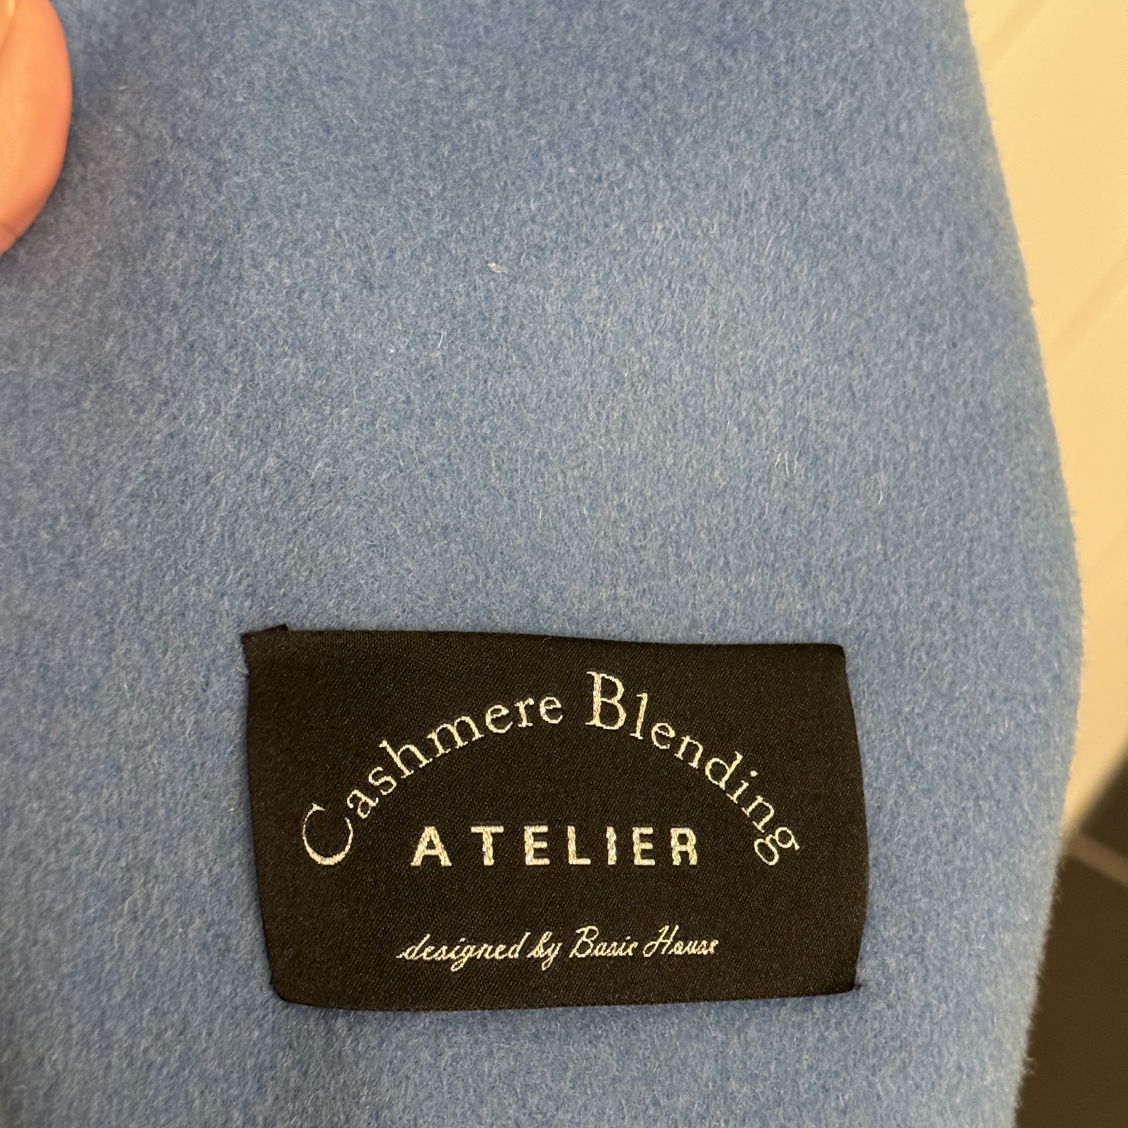 Cashmere Blending
ATELIER
designed by Basic House